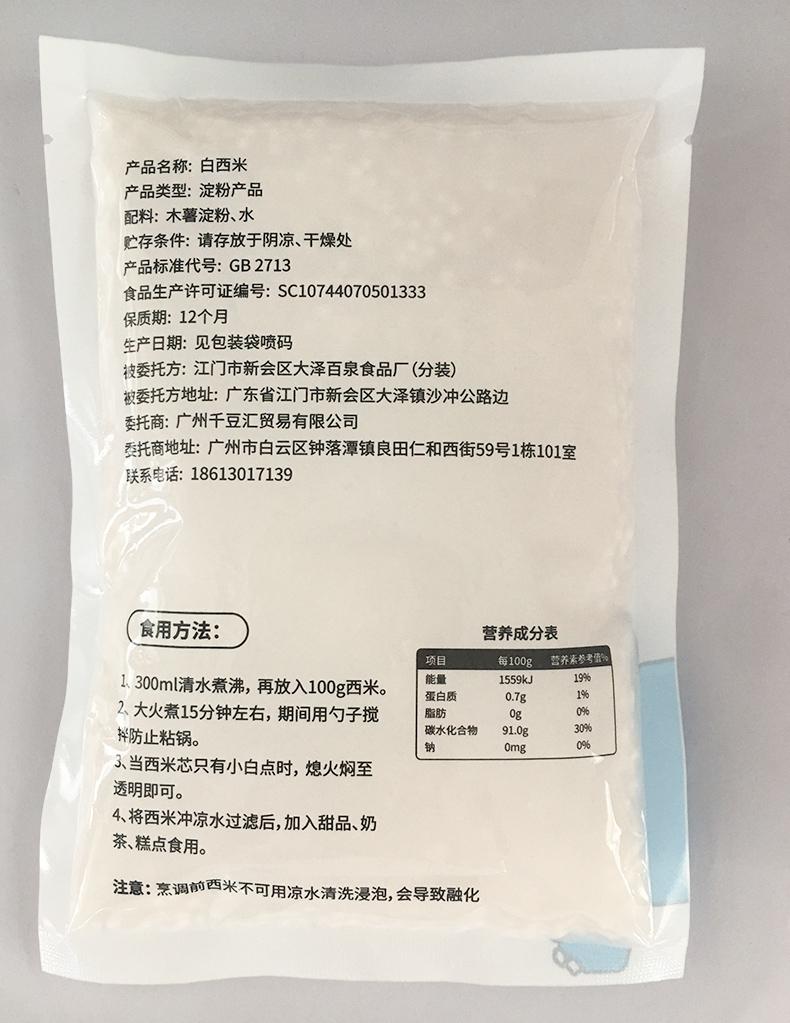 产品名称: 白西米
产品类型: 淀粉产品
配料: 木薯淀粉、水
贮存条件: 请存放于阴凉、干燥处
产品标准代号: GB 2713
食品生产许可证编号: SC10744070501333
保质期: 12个月
生产日期: 见包装袋喷码
被委托方: 江门市新会区大泽百泉食品厂(分装)
被委托方地址: 广东省江门市新会区大泽镇沙冲公路边
委托商: 广州千豆汇贸易有限公司
委托商地址: 广州市白云区钟落潭镇良田仁和西街59号1栋101室
联系电话: 18613017139
食用方法:
1、300ml清水煮沸，再放入100g西米。
2、大火煮15分钟左右，期间用勺子搅
拌防止粘锅。
3、当西米芯只有小白点时，熄火焖至
透明即可。
4、将西米冲凉水过滤后，加入甜品、奶
茶、糕点食用。
注意: 烹调前西米不可用凉水清洗浸泡，会导致融化
营养成分表
项目 每100g 营养素参考值%
能量 1559kJ 19%
蛋白质 0.7g 1%
脂肪 0g 0%
碳水化合物 91.0g 30%
钠 0mg 0%